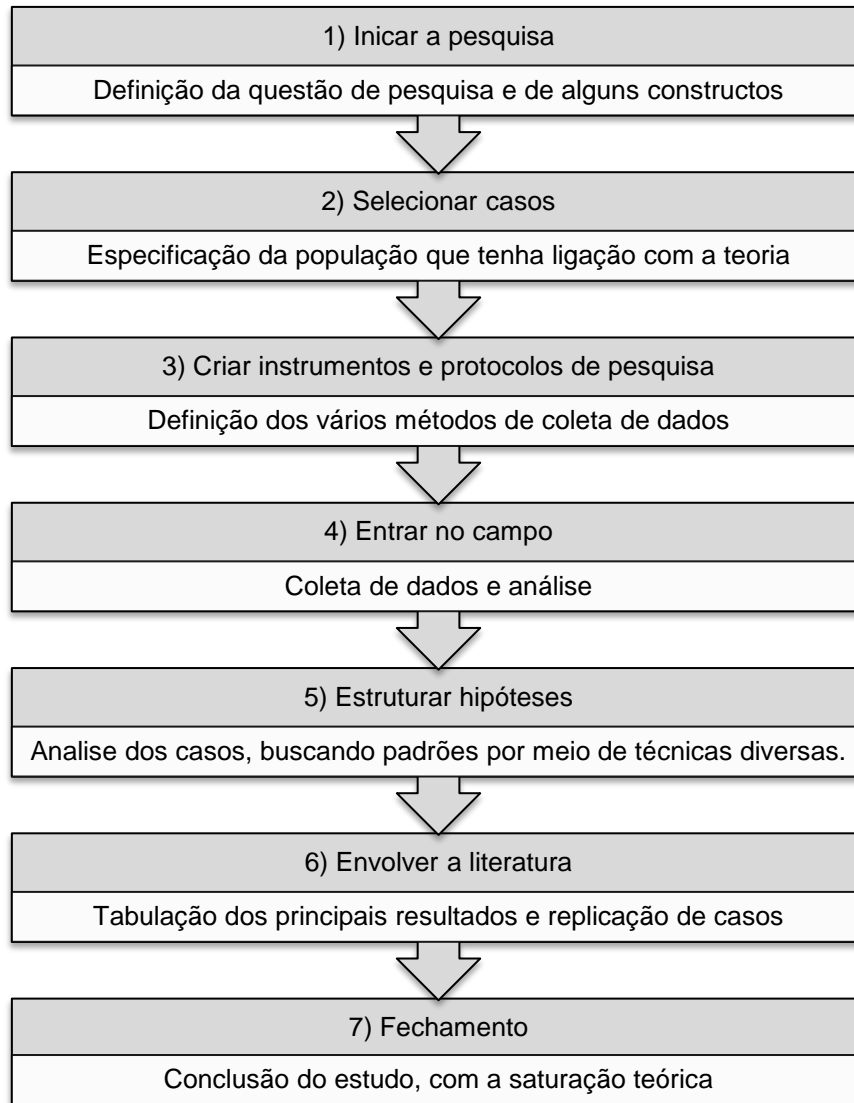 1) Inicar a pesquisa
Definição da questão de pesquisa e de alguns constructos
2) Selecionar casos
Especificação da população que tenha ligação com a teoria
3) Criar instrumentos e protocolos de pesquisa
Definição dos vários métodos de coleta de dados
4) Entrar no campo
Coleta de dados e análise
5) Estruturar hipóteses
Analise dos casos, buscando padrões por meio de técnicas diversas.
6) Envolver a literatura
Tabulação dos principais resultados e replicação de casos
7) Fechamento
Conclusão do estudo, com a saturação teórica